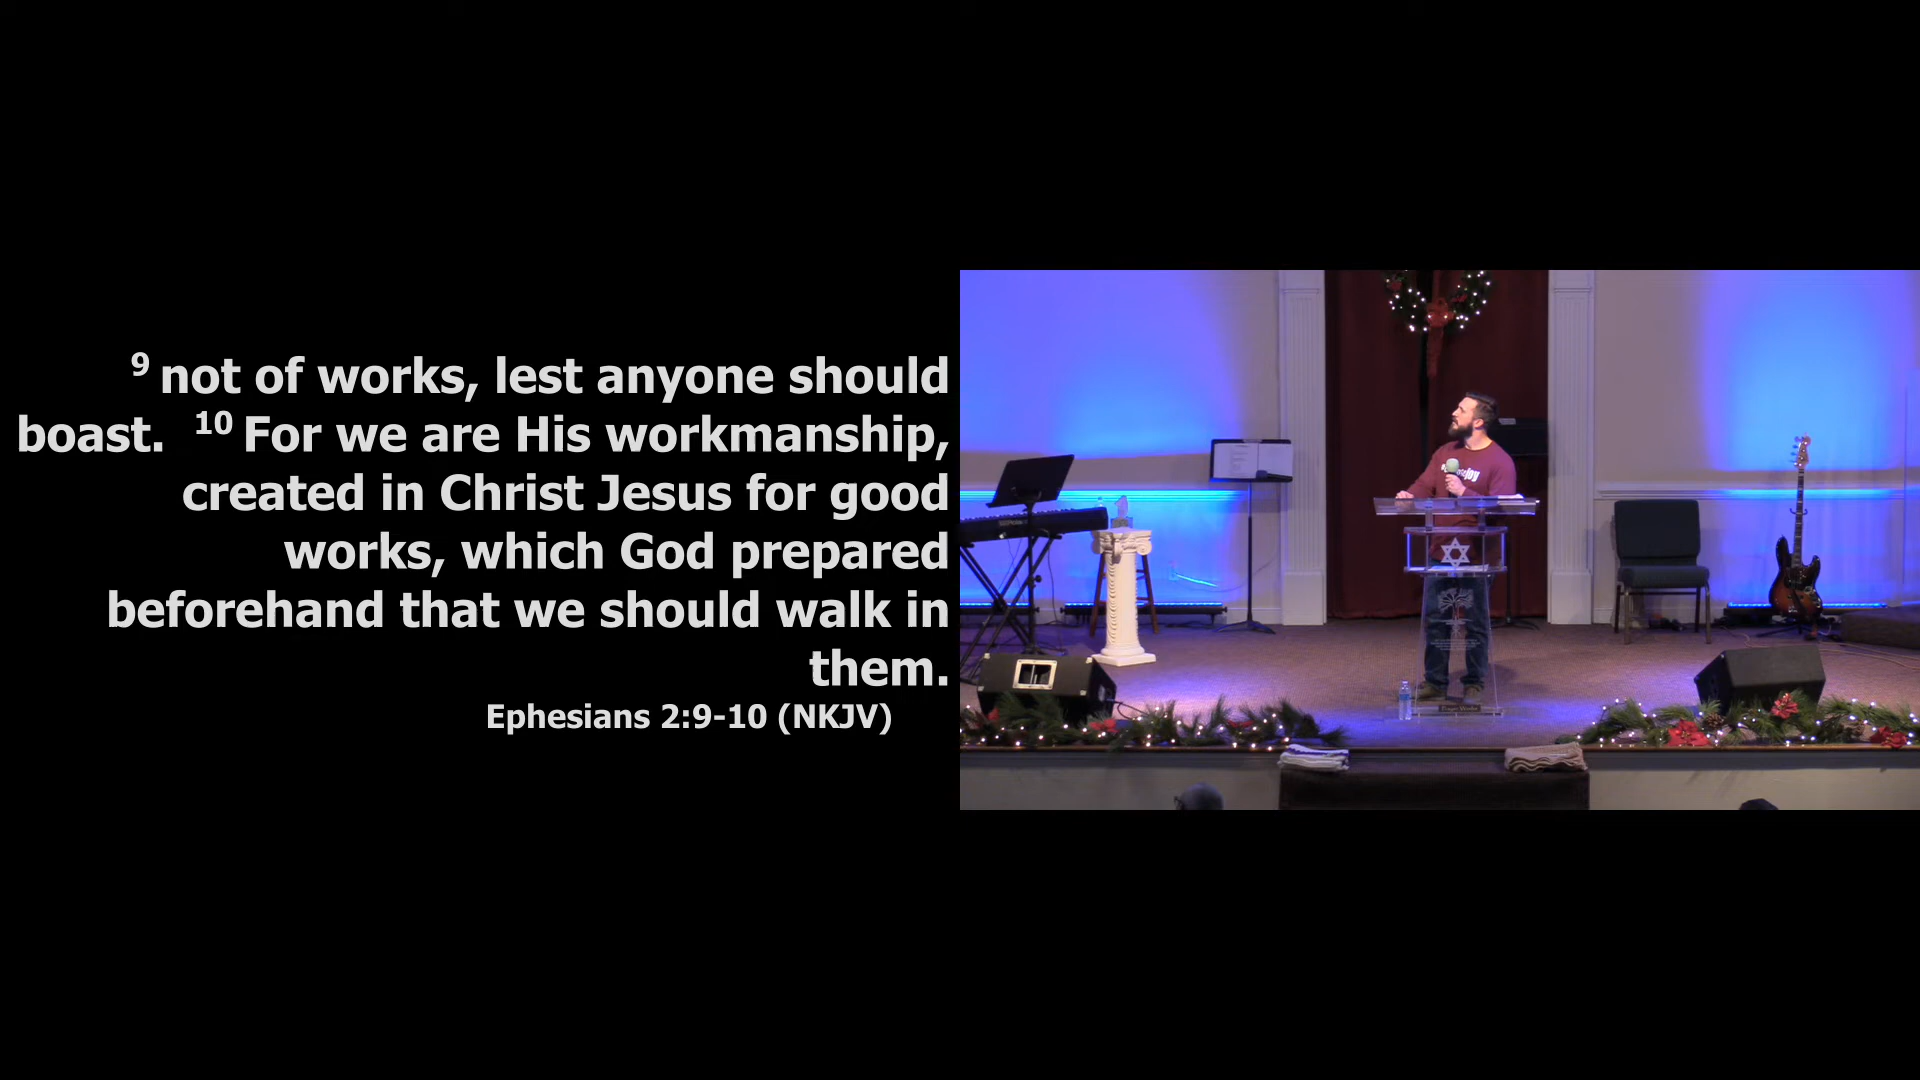 ⁹ not of works, lest anyone should
boast. ¹⁰ For we are His workmanship,
created in Christ Jesus for good
works, which God prepared
beforehand that we should walk in
them.
Ephesians 2:9-10 (NKJV)
joy